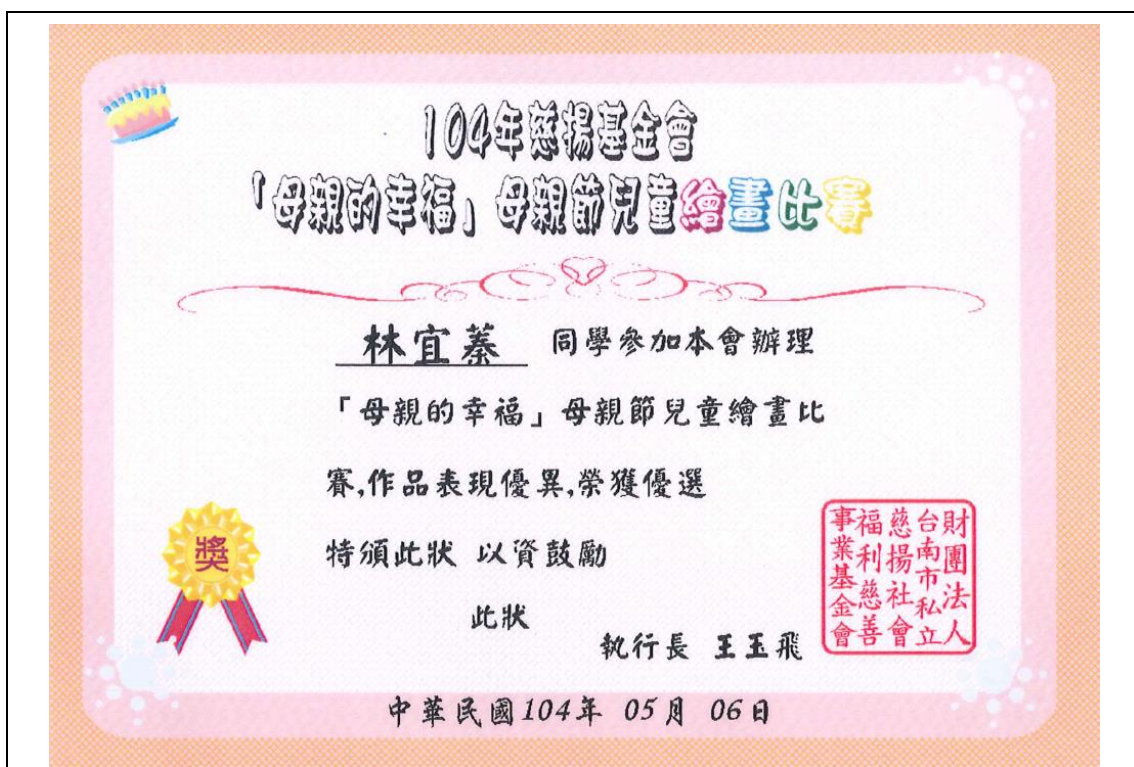 104年慈揚基金會
「母親的幸福」母親節兒童繪畫比賽
林宜蓁 同學參加本會辦理
「母親的幸福」母親節兒童繪畫比
賽,作品表現優異,榮獲優選
特頒此狀 以資鼓勵
獎
此狀
執行長 王玉飛
財團法人
台南市私立
慈揚社會
福利慈善
事業基金會
中華民國104年 05月 06日